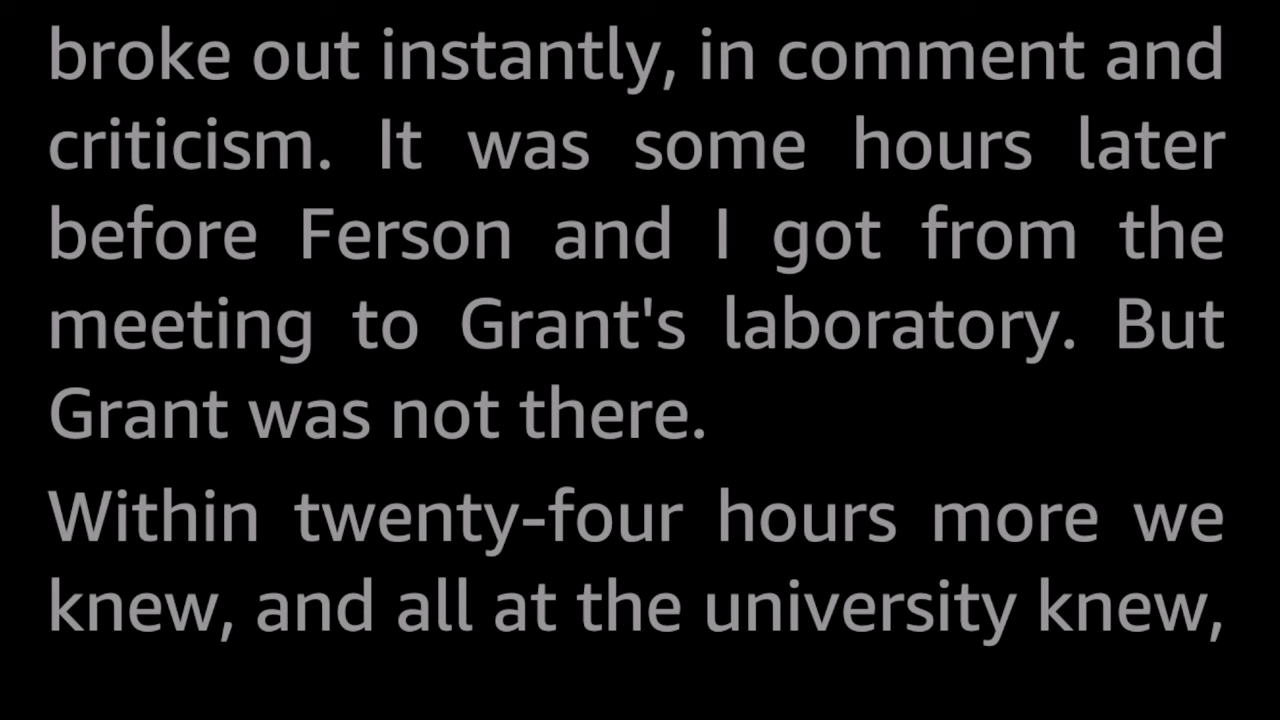 broke out instantly, in comment and
criticism. It was some hours later
before Ferson and I got from the
meeting to Grant's laboratory. But
Grant was not there.
Within twenty-four hours more we
knew, and all at the university knew,